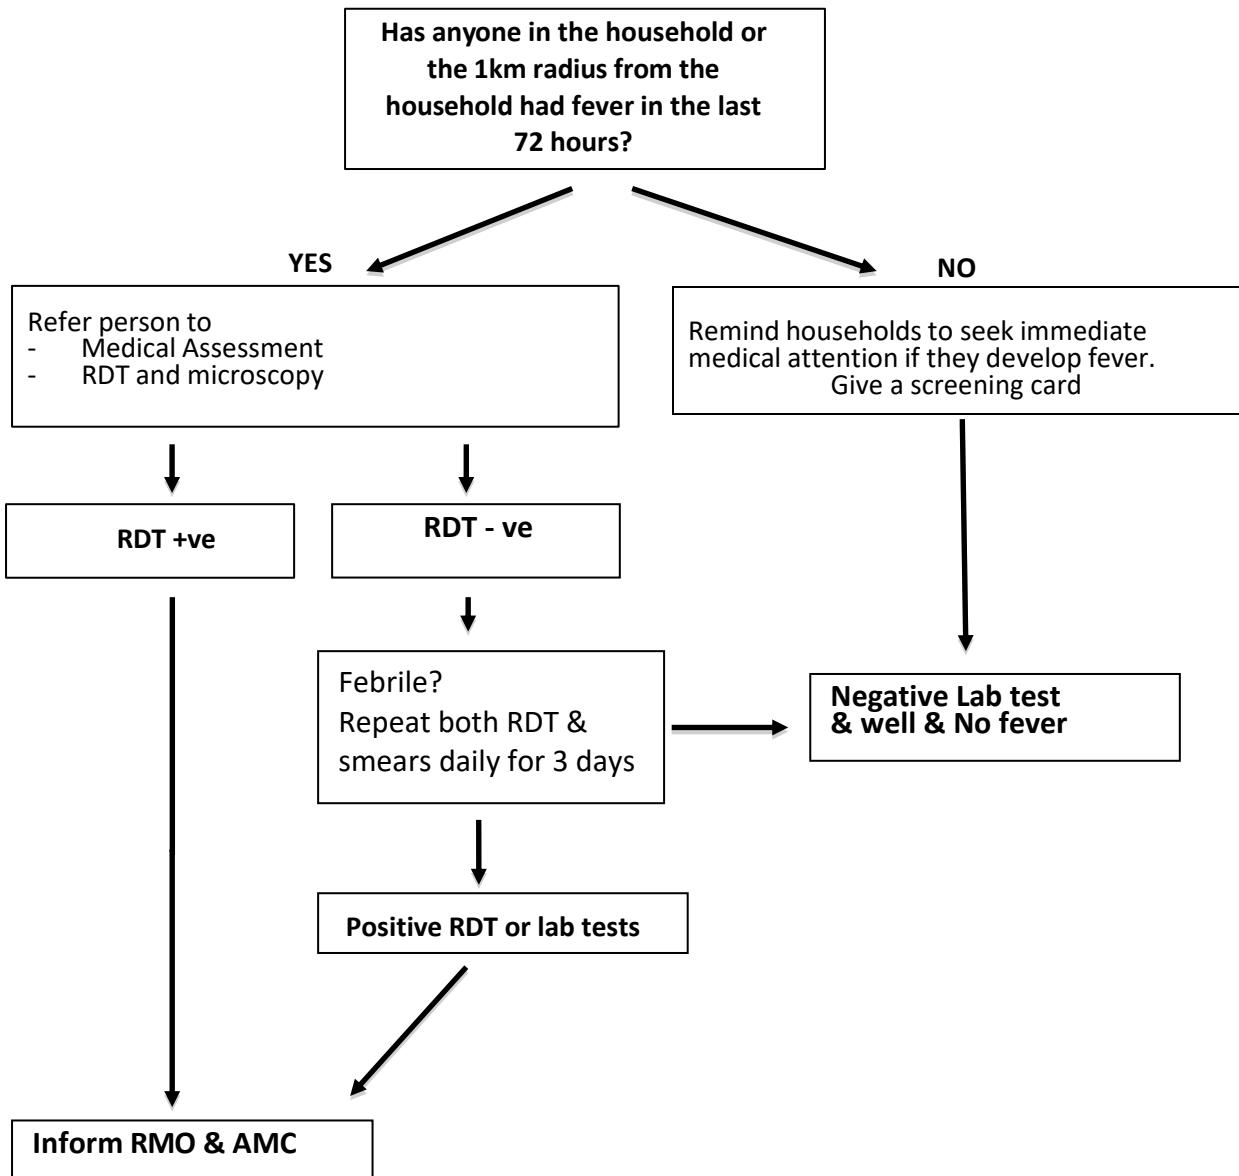 Has anyone in the household or
the 1km radius from the
household had fever in the last
72 hours?
YES
NO
Refer person to
- Medical Assessment
- RDT and microscopy
Remind households to seek immediate
medical attention if they develop fever.
Give a screening card
RDT +ve
RDT - ve
Febrile?
Repeat both RDT &
smears daily for 3 days
Negative Lab test
& well & No fever
Positive RDT or lab tests
Inform RMO & AMC